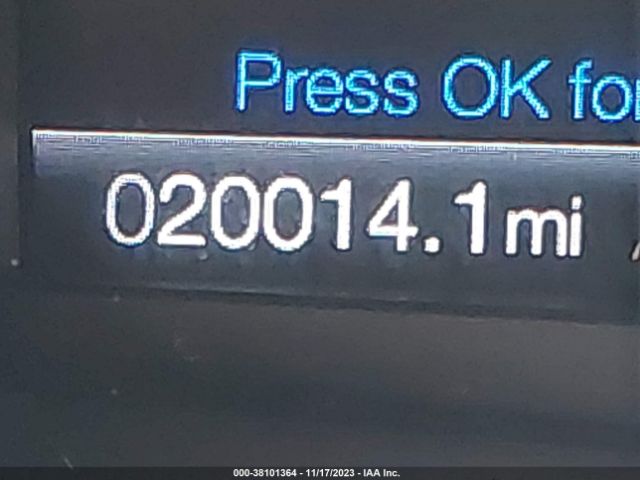 Press OK for
020014.1mi
000-38101364 - 11/17/2023 - IAA Inc.